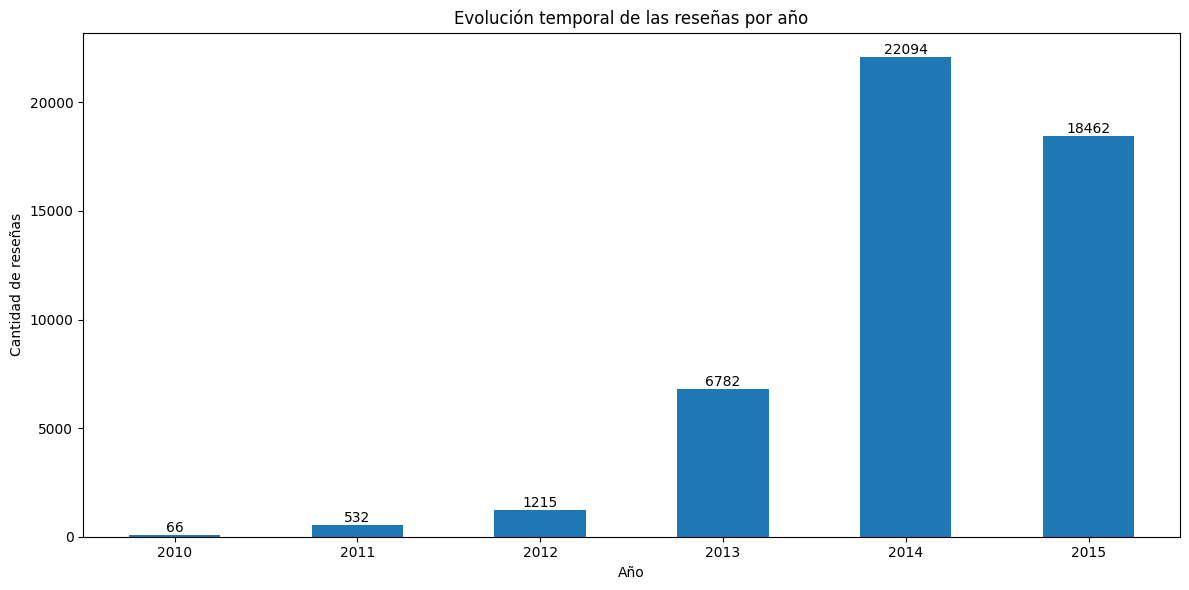 Evolución temporal de las reseñas por año
22094
20000
18462
15000
Cantidad de reseñas
10000
6782
5000
1215
532
66
0
2010 2011 2012 2013 2014 2015
Año